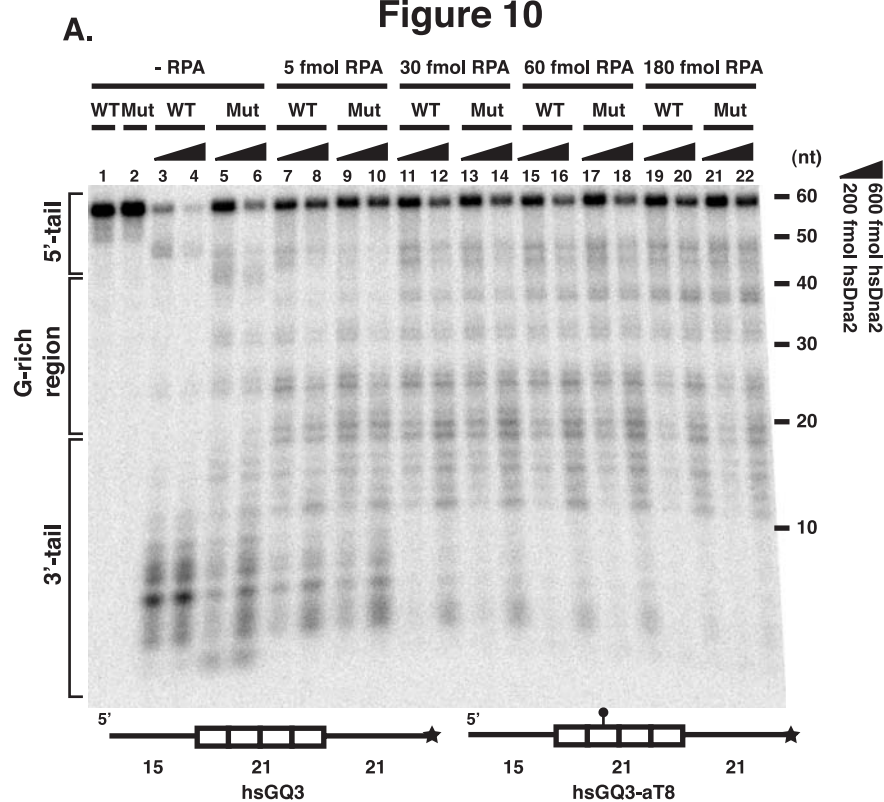 Figure 10
A.
- RPA 5 fmol RPA 30 fmol RPA 60 fmol RPA 180 fmol RPA
WT Mut WT Mut WT Mut WT Mut WT Mut WT Mut
1 2 3 4 5 6 7 8 9 10 11 12 13 14 15 16 17 18 19 20 21 22
(nt)
60
50
40
30
20
10
200 fmol hsDna2
600 fmol hsDna2
5'-tail
G-rich
region
3'-tail
5' 5'
15 21 21 15 21 21
hsGQ3 hsGQ3-aT8